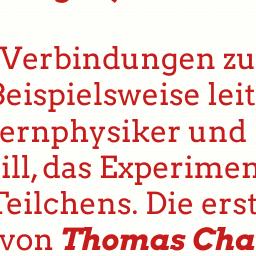 Verbindungen zu
Beispielsweise leit
ernphysiker und
ill, das Experimen
Teilchens. Die erst
von Thomas Cha